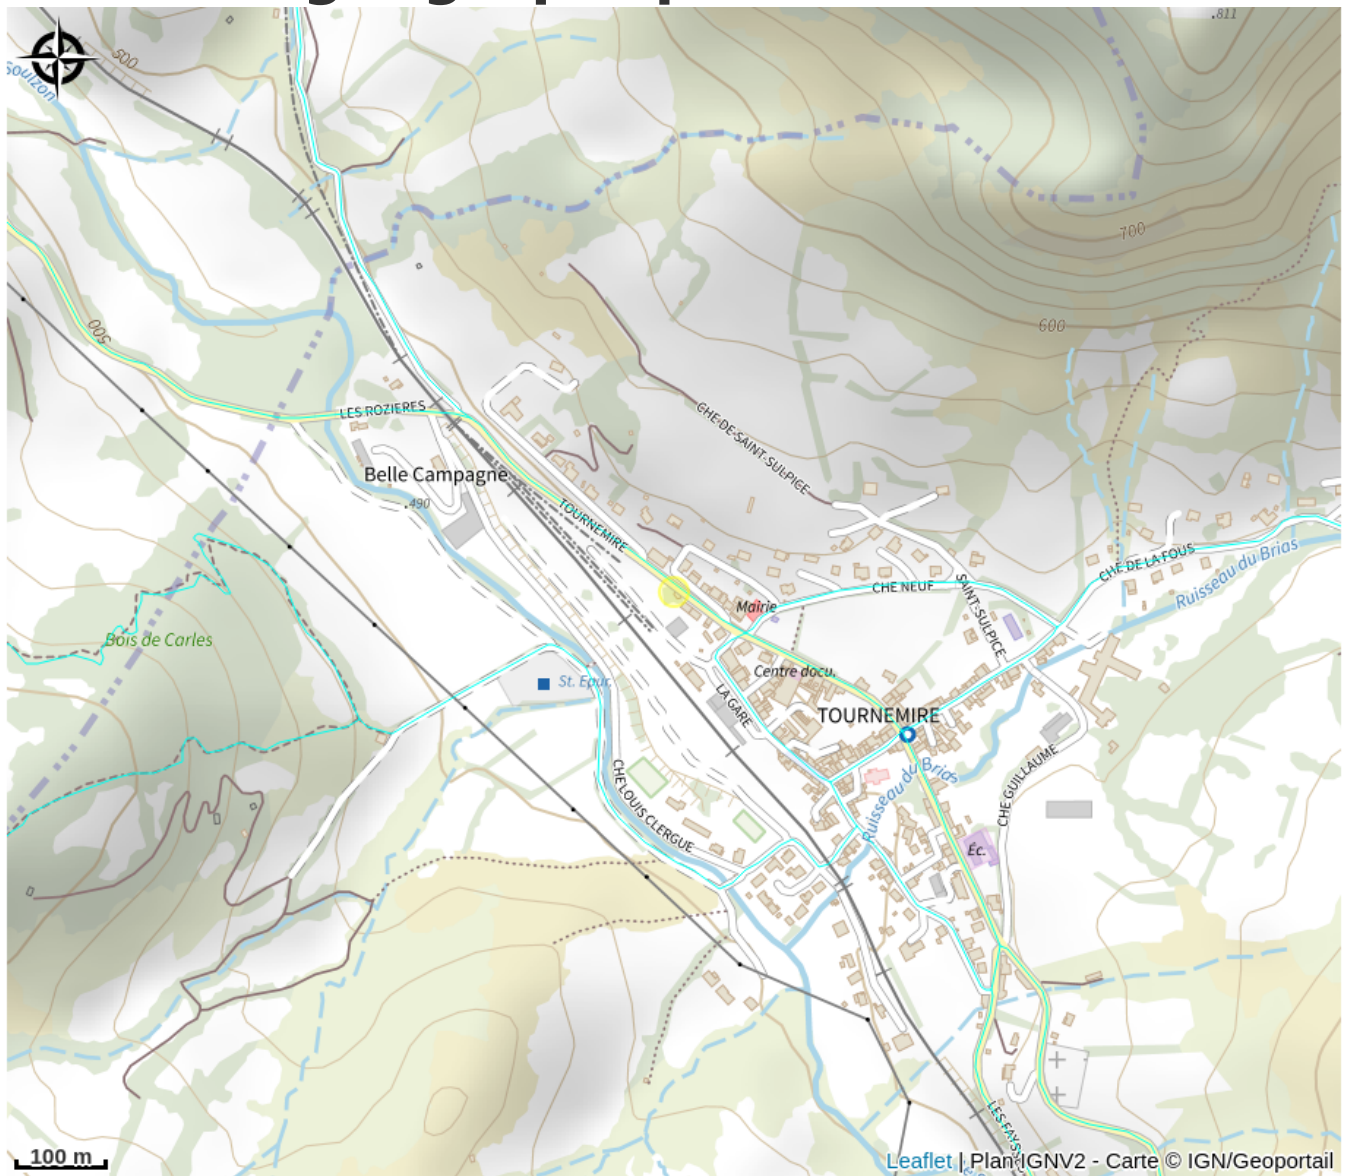 .811
600
Soulzon
700
600
500
LES ROZIERES
CHE DE SAINT-SULPICE
Belle Campagne
.490
TOURNEMIRE
CHE DE LA FOUS
Ruisseau du Brias
CHE NEUF
SAINT-SULPICE
Mairie
Bois de Carles
Centre docu.
St. Epur.
LA GARE
TOURNEMIRE
Ruisseau du Brias
CHE GUILLAUME
CHE LOUIS CLERGUE
Éc.
LES FAYS
100 m
Leaflet | Plan IGNV2 - Carte © IGN/Geoportail